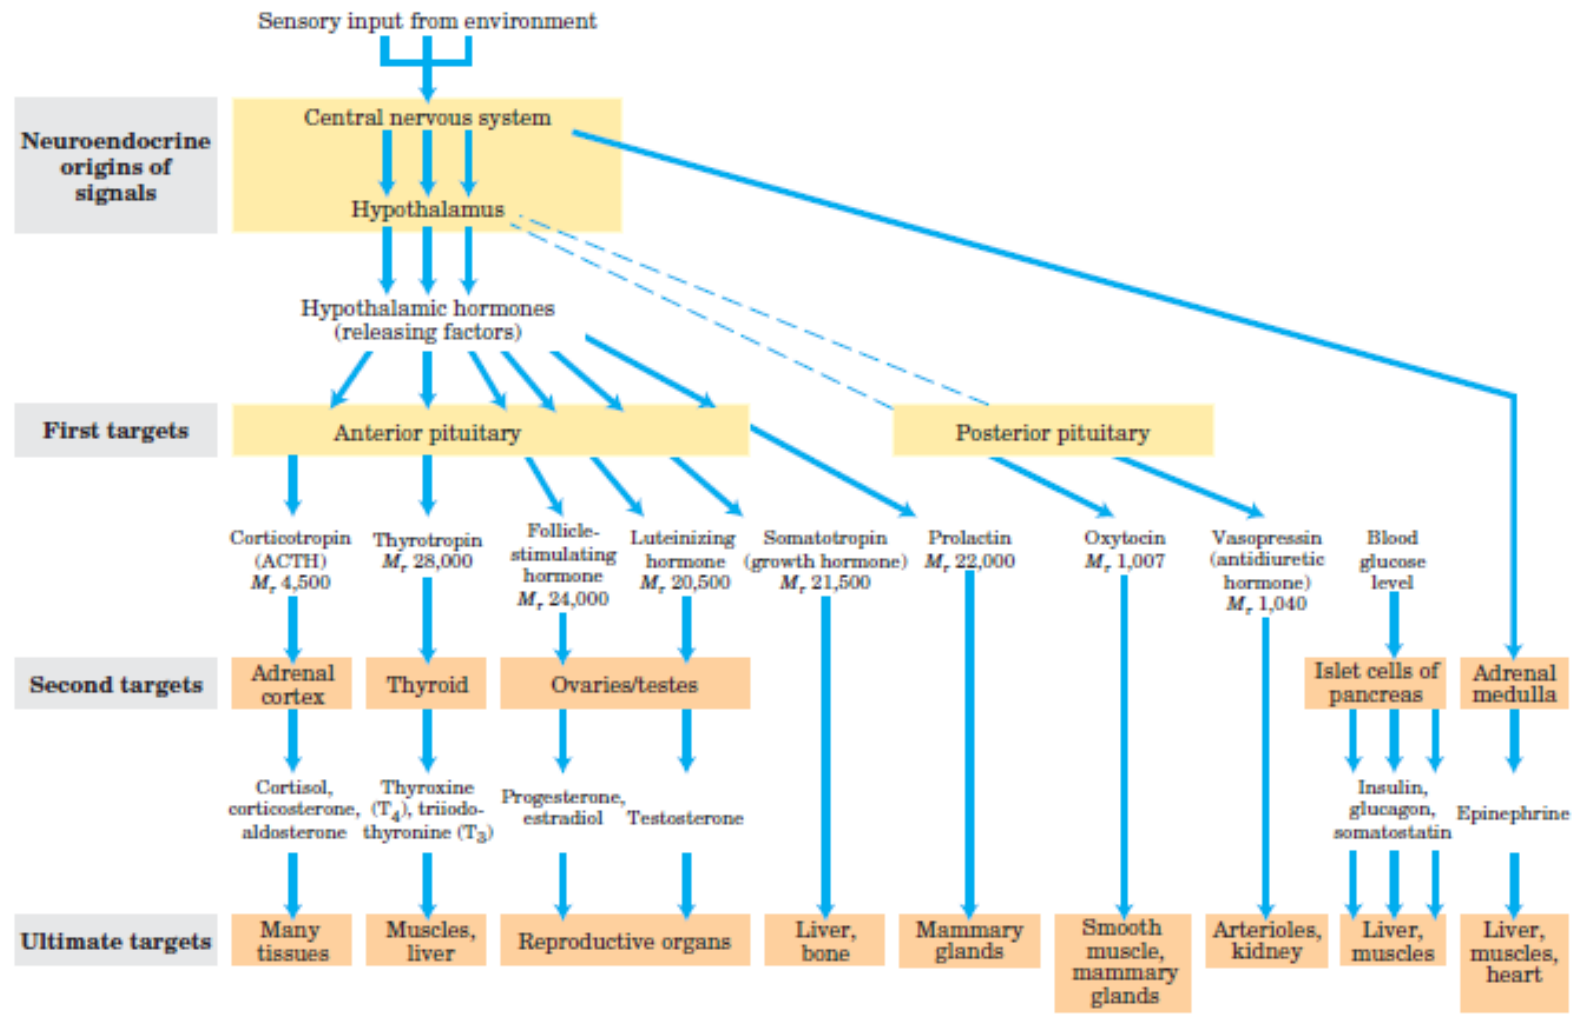 Sensory input from environment
Neuroendocrine
origins of
signals
Central nervous system
Hypothalamus
Hypothalamic hormones
(releasing factors)
First targets
Anterior pituitary
Posterior pituitary
Corticotropin
(ACTH)
Mr 4,500
Thyrotropin
Mr 28,000
Follicle-
stimulating
hormone
Mr 24,000
Luteinizing
hormone
Mr 20,500
Somatotropin
(growth hormone)
Mr 21,500
Prolactin
Mr 22,000
Oxytocin
Mr 1,007
Vasopressin
(antidiuretic
hormone)
Mr 1,040
Blood
glucose
level
Second targets
Adrenal
cortex
Thyroid
Ovaries/testes
Islet cells of
pancreas
Adrenal
medulla
Cortisol,
corticosterone,
aldosterone
Thyroxine
(T4), triiodo-
thyronine (T3)
Progesterone,
estradiol
Testosterone
Insulin,
glucagon,
somatostatin
Epinephrine
Ultimate targets
Many
tissues
Muscles,
liver
Reproductive organs
Liver,
bone
Mammary
glands
Smooth
muscle,
mammary
glands
Arterioles,
kidney
Liver,
muscles
Liver,
muscles,
heart